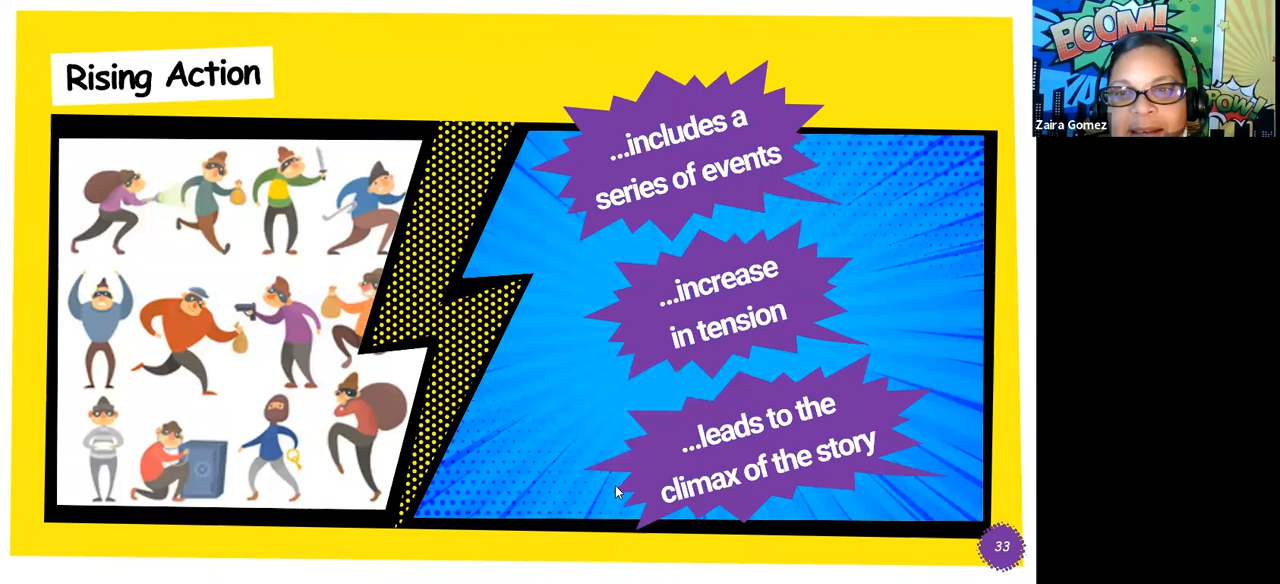 Rising Action
...includes a
series of events
...increase
in tension
...leads to the
climax of the story
33
BOOM!
POW!
Zaira Gomez